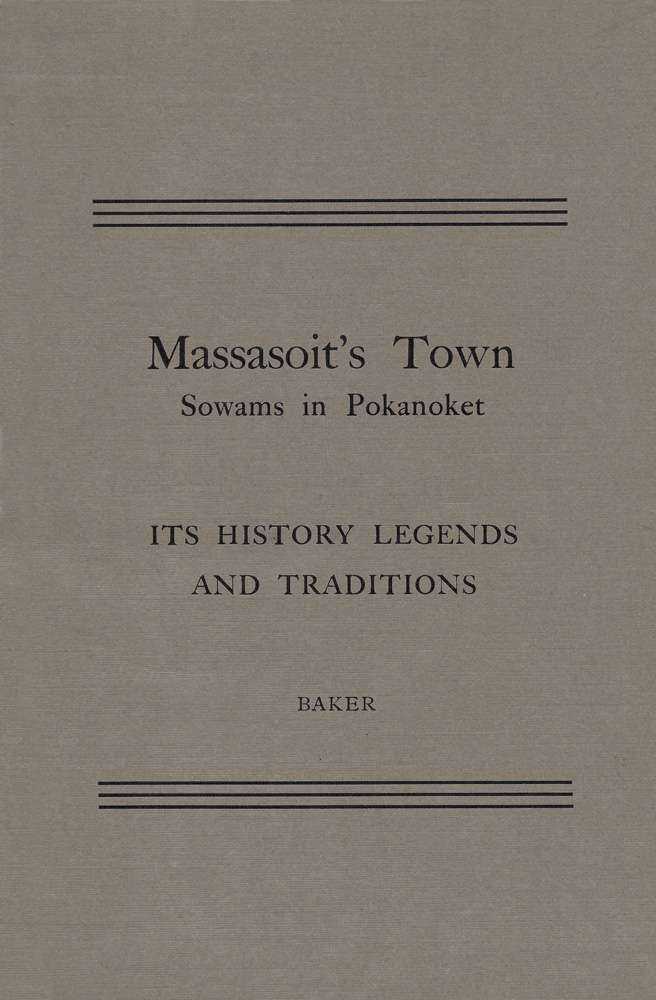 Massasoit's Town
Sowams in Pokanoket
ITS HISTORY LEGENDS
AND TRADITIONS
BAKER